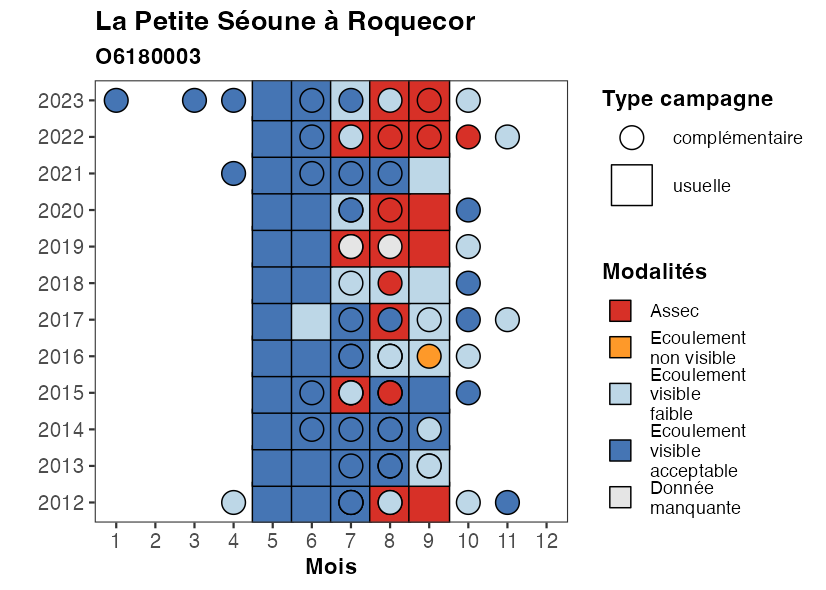 La Petite Séoune à Roquecor
O6180003
2023
2022
2021
2020
2019
2018
2017
2016
2015
2014
2013
2012
1 2 3 4 5 6 7 8 9 10 11 12
Mois
Type campagne
complémentaire
usuelle
Modalités
Assec
Ecoulement
non visible
Ecoulement
visible
faible
Ecoulement
visible
acceptable
Donnée
manquante